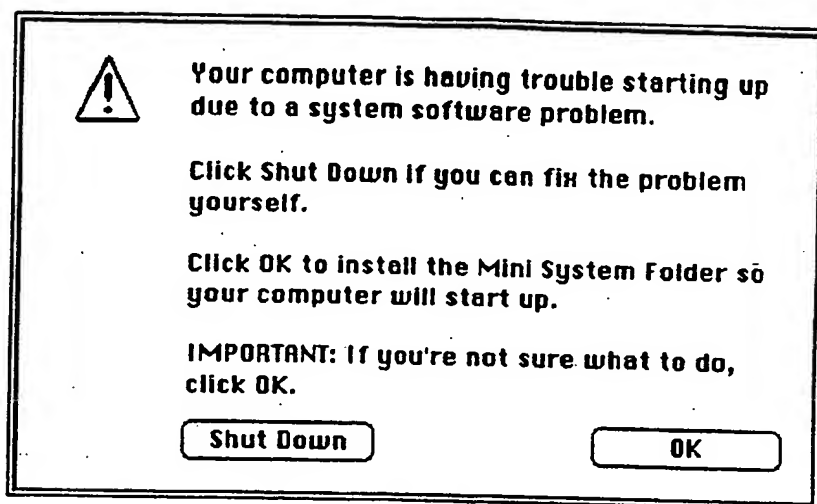 Your computer is having trouble starting up
due to a system software problem.
Click Shut Down if you can fix the problem
yourself.
Click OK to install the Mini System Folder so
your computer will start up.
IMPORTANT: If you're not sure what to do,
click OK.
Shut Down
OK